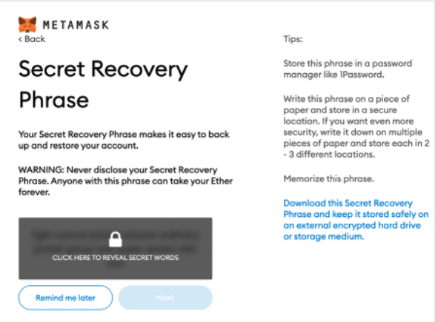 METAMASK
< Back
Secret Recovery
Phrase
Your Secret Recovery Phrase makes it easy to back
up and restore your account.
WARNING: Never disclose your Secret Recovery
Phrase. Anyone with this phrase can take your Ether
forever.
CLICK HERE TO REVEAL SECRET WORDS
Remind me later
Next
Tips:
Store this phrase in a password
manager like 1Password.
Write this phrase on a piece of
paper and store in a secure
location. If you want even more
security, write it down on multiple
pieces of paper and store each in 2
- 3 different locations.
Memorize this phrase.
Download this Secret Recovery
Phrase and keep it stored safely on
an external encrypted hard drive
or storage medium.